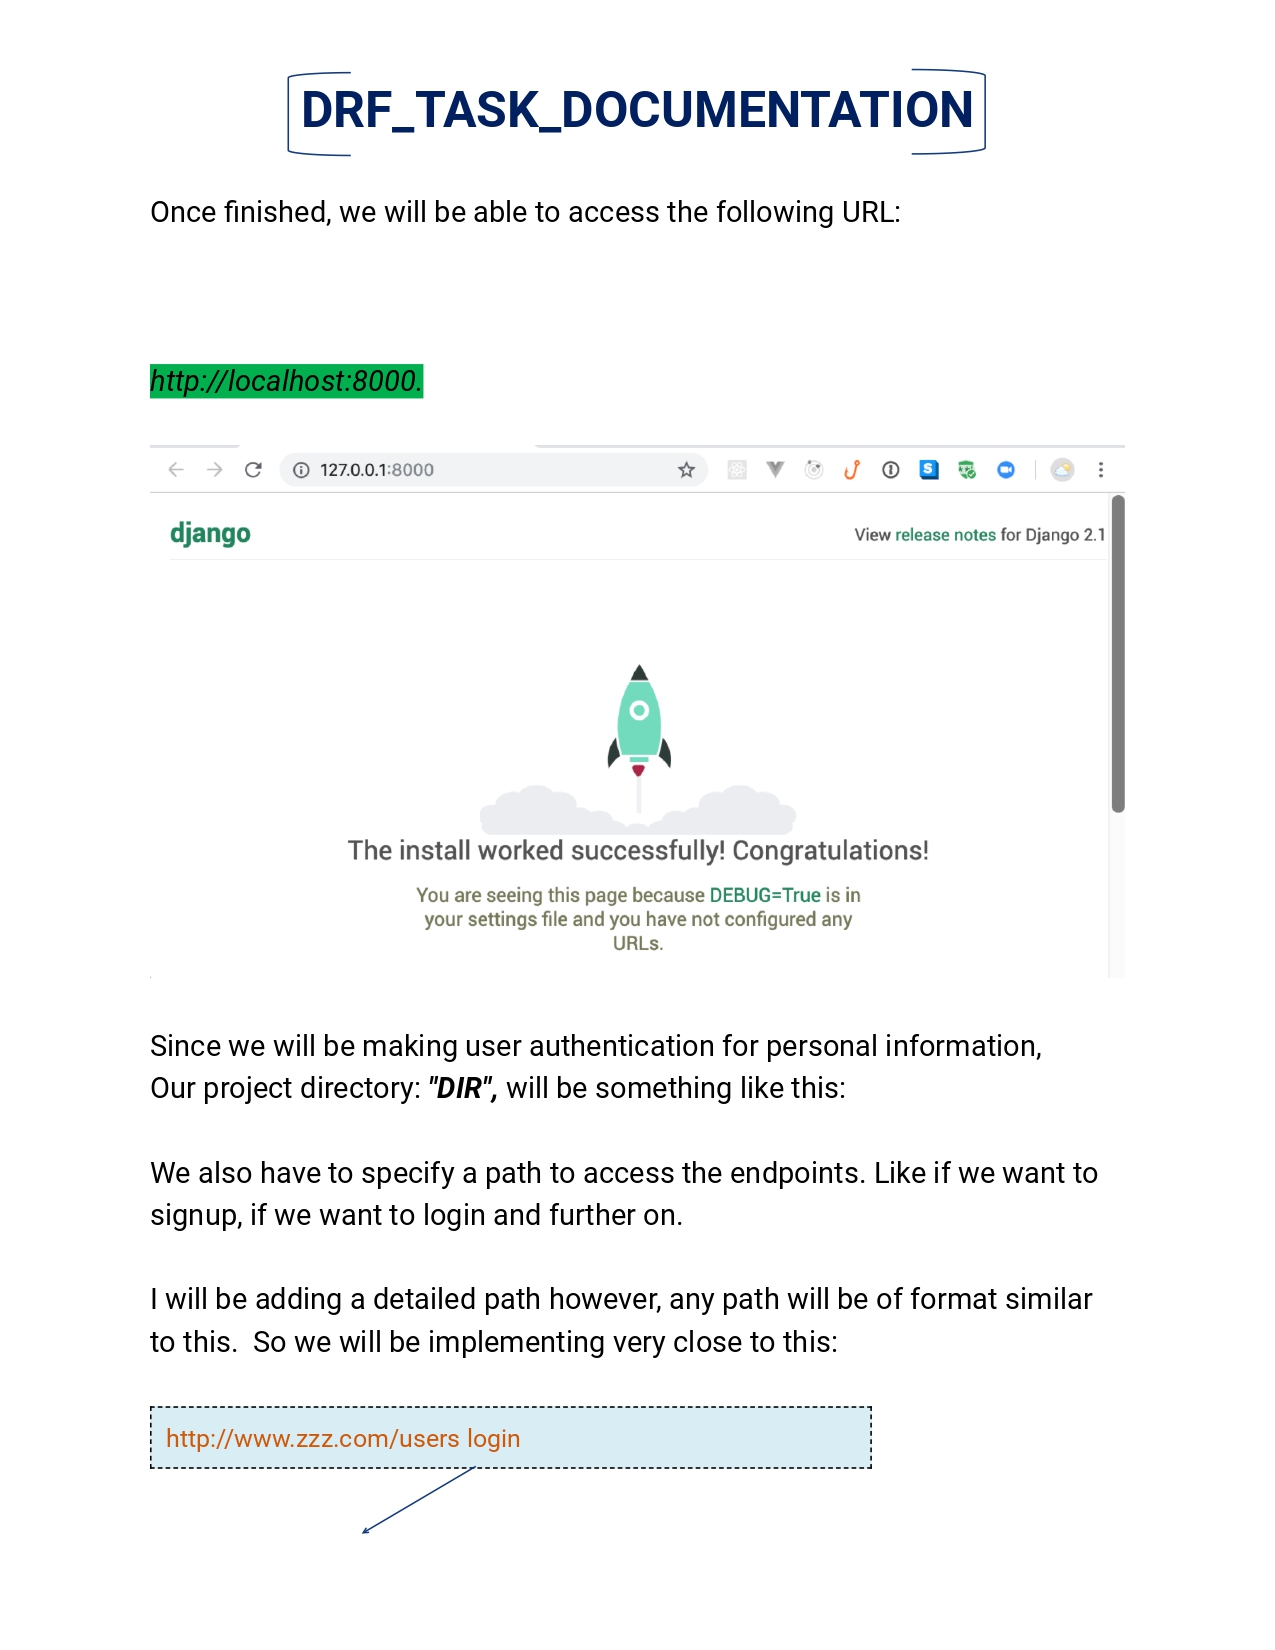 DRF_TASK_DOCUMENTATION
Once finished, we will be able to access the following URL:
http://localhost:8000.
127.0.0.1:8000
S
django
View release notes for Django 2.1
The install worked successfully! Congratulations!
You are seeing this page because DEBUG=True is in
your settings file and you have not configured any
URLs.
Since we will be making user authentication for personal information,
Our project directory: "DIR", will be something like this:
We also have to specify a path to access the endpoints. Like if we want to
signup, if we want to login and further on.
I will be adding a detailed path however, any path will be of format similar
to this.  So we will be implementing very close to this:
http://www.zzz.com/users login